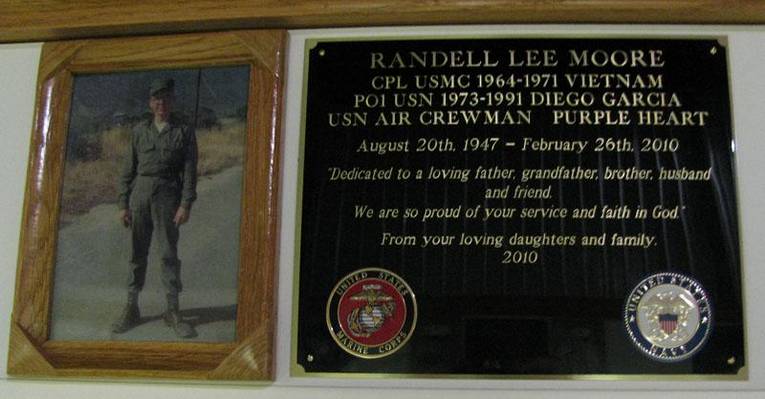 RANDELL LEE MOORE
CPL USMC 1964-1971 VIETNAM
PO1 USN 1973-1991 DIEGO GARCIA
USN AIR CREWMAN PURPLE HEART
August 20th, 1947 - February 26th, 2010
"Dedicated to a loving father, grandfather, brother, husband
and friend.
We are so proud of your service and faith in God."
From your loving daughters and family.
2010
UNITED STATES
MARINE CORPS
UNITED STATES
NAVY